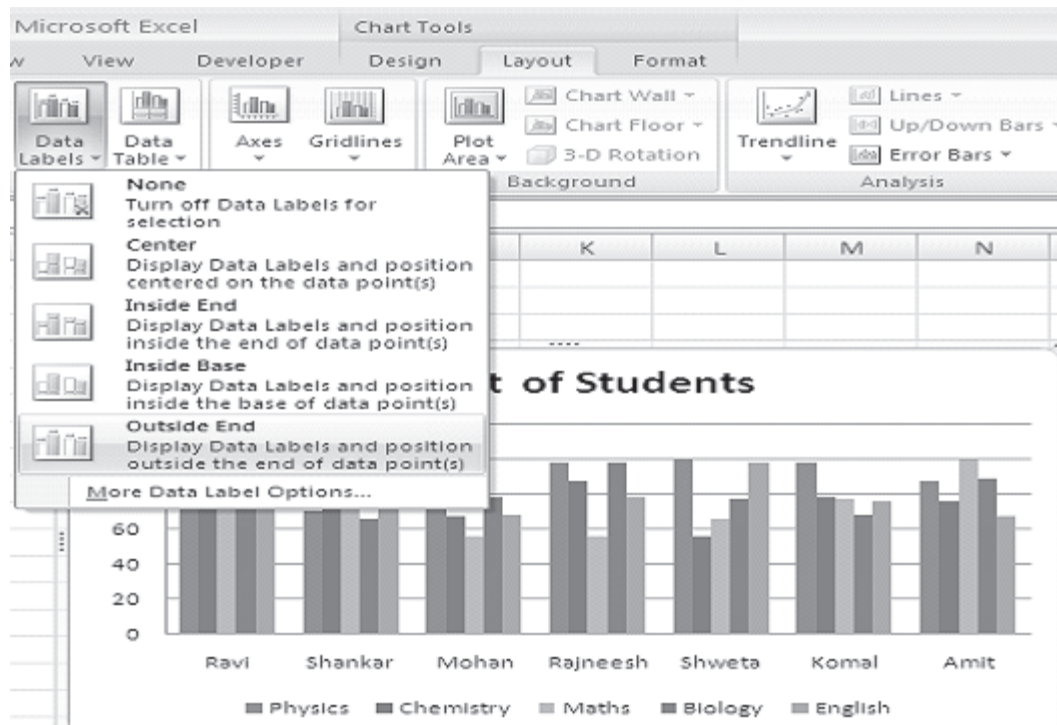 Microsoft Excel
Chart Tools
w View Developer Design Layout Format
Data Labels
Data Table
Axes
Gridlines
Plot Area
Chart Wall
Chart Floor
3-D Rotation
Trendline
Lines
Up/Down Bars
Error Bars
Background
Analysis
None
Turn off Data Labels for
selection
Center
Display Data Labels and position
centered on the data point(s)
Inside End
Display Data Labels and position
inside the end of data point(s)
Inside Base
Display Data Labels and position
inside the base of data point(s)
Outside End
Display Data Labels and position
outside the end of data point(s)
More Data Label Options...
K L M N
t of Students
60
40
20
0
Ravi Shankar Mohan Rajneesh Shweta Komal Amit
Physics Chemistry Maths Biology English